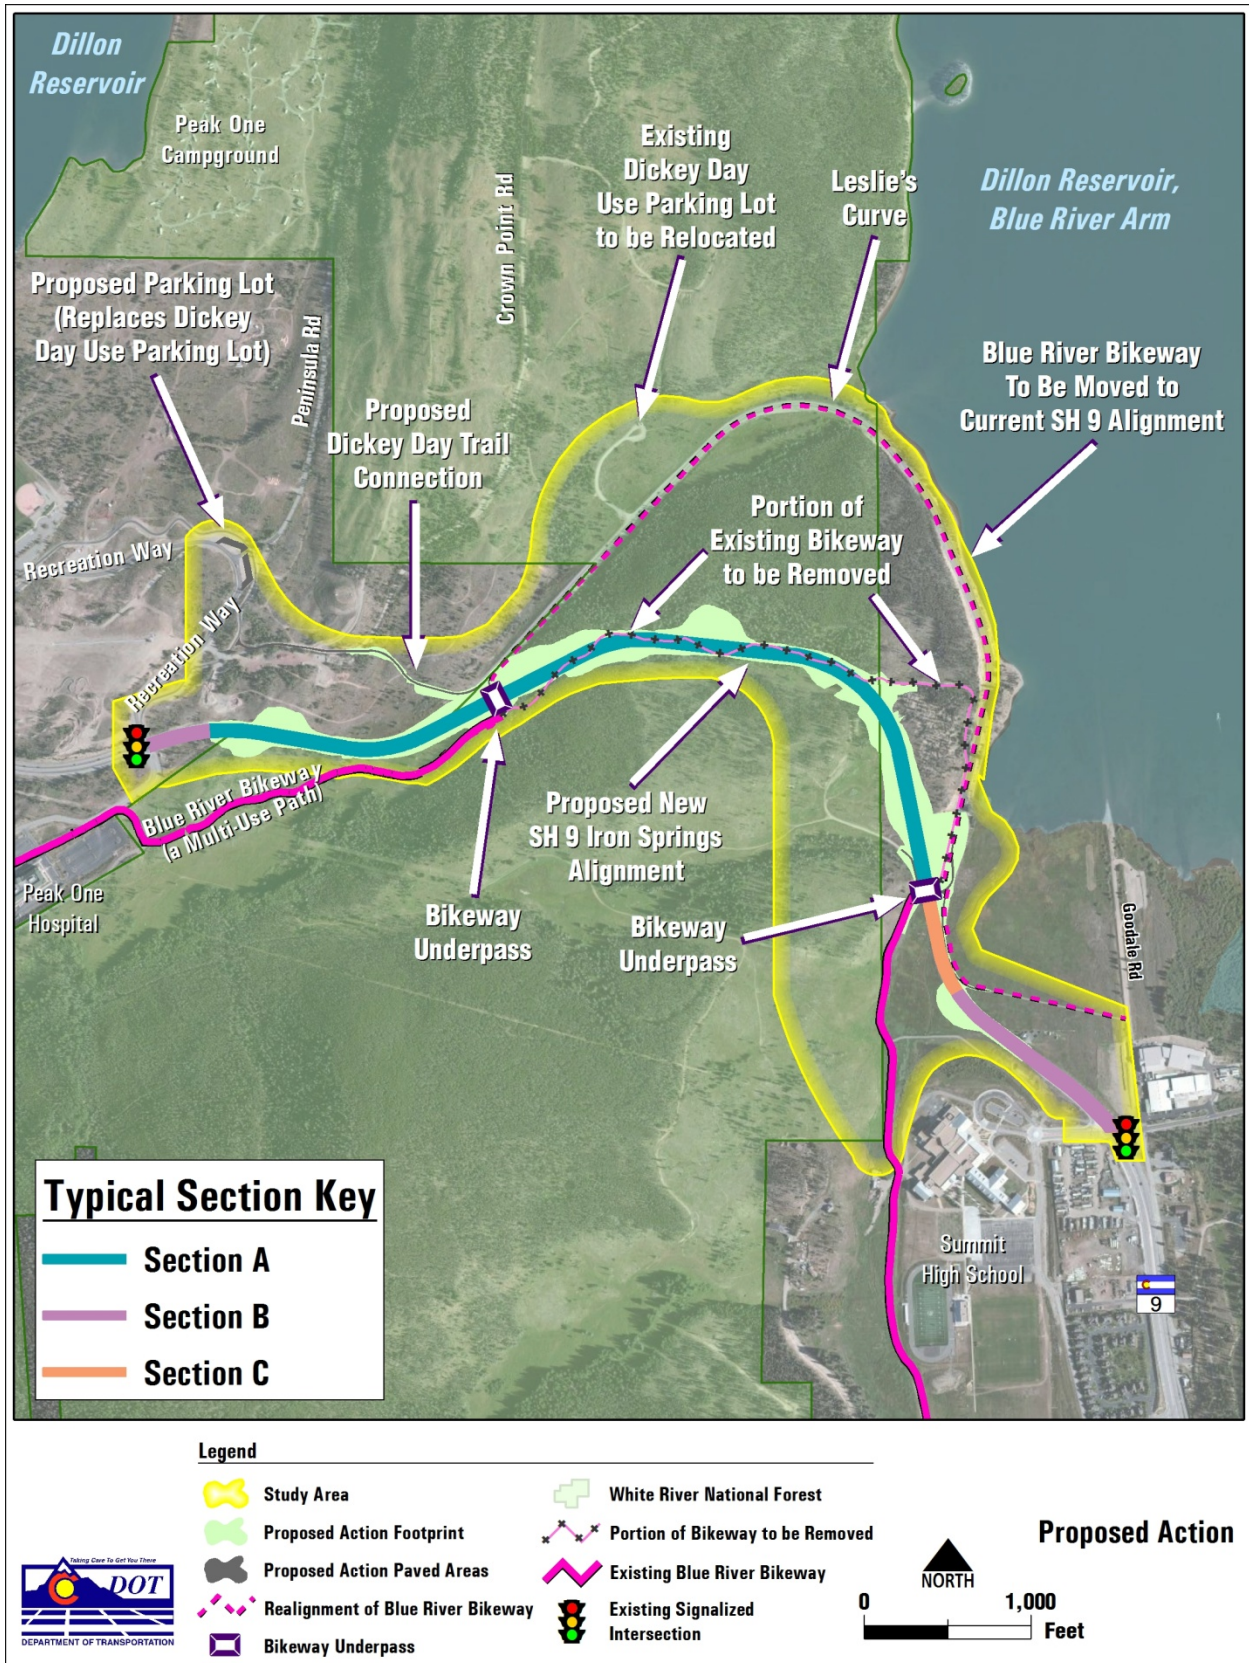 Dillon
Reservoir
Peak One
Campground
Existing
Dickey Day
Use Parking Lot
to be Relocated
Leslie's
Curve
Dillon Reservoir,
Blue River Arm
Crown Point Rd
Proposed Parking Lot
(Replaces Dickey
Day Use Parking Lot)
Peninsula Rd
Proposed
Dickey Day Trail
Connection
Blue River Bikeway
To Be Moved to
Current SH 9 Alignment
Portion of
Existing Bikeway
to be Removed
Recreation Way
Recreation Way
Blue River Bikeway
(a Multi-Use Path)
Proposed New
SH 9 Iron Springs
Alignment
Peak One
Hospital
Bikeway
Underpass
Bikeway
Underpass
Goodale Rd
Typical Section Key
Section A
Section B
Section C
Summit
High School
9
Legend
Study Area
Proposed Action Footprint
Proposed Action Paved Areas
Realignment of Blue River Bikeway
Bikeway Underpass
White River National Forest
Portion of Bikeway to be Removed
Existing Blue River Bikeway
Existing Signalized
Intersection
Proposed Action
NORTH
0 1,000
Feet
Taking Care To Get You There
DOT
DEPARTMENT OF TRANSPORTATION